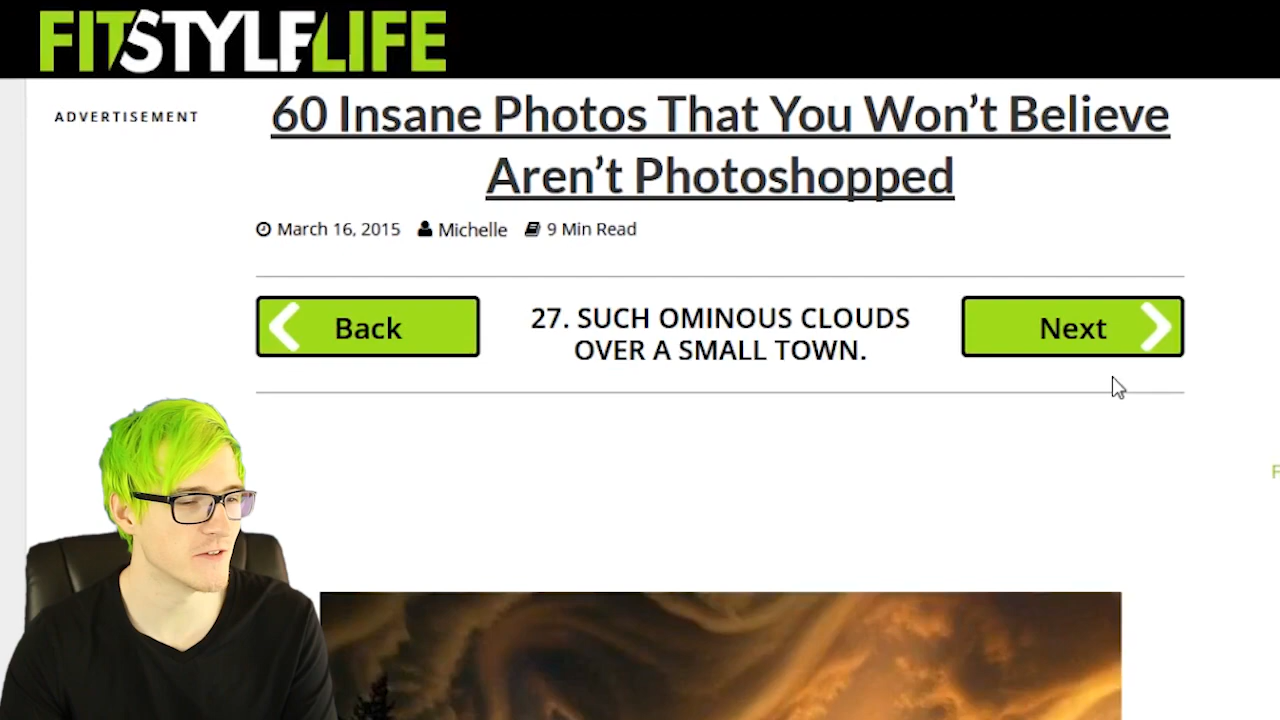 FITSTYLELIFE
ADVERTISEMENT
60 Insane Photos That You Won't Believe
Aren't Photoshopped
March 16, 2015 Michelle 9 Min Read
Back
27. SUCH OMINOUS CLOUDS
OVER A SMALL TOWN.
Next
F